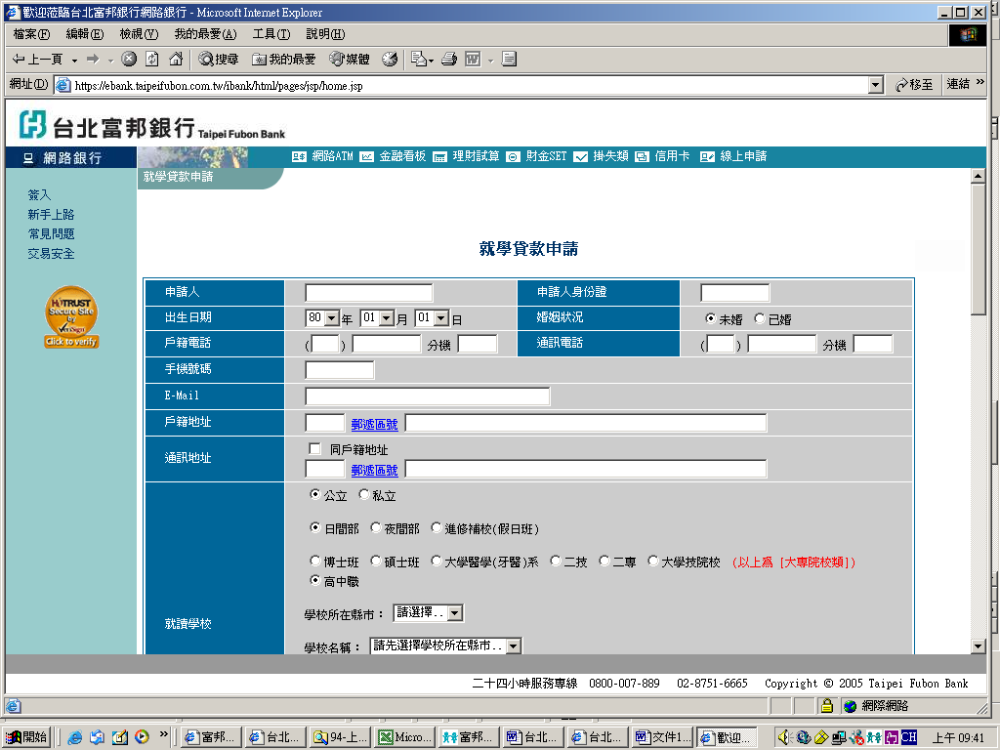 歡迎蒞臨台北富邦銀行網路銀行 - Microsoft Internet Explorer
檔案(F) 編輯(E) 檢視(V) 我的最愛(A) 工具(T) 說明(H)
上一頁 搜尋 我的最愛 媒體
網址(D) https://ebank.taipeifubon.com.tw/ibank/html/pages/jsp/home.jsp 移至 連結 »
台北富邦銀行 Taipei Fubon Bank
網路銀行 網路ATM 金融看板 理財試算 財金SET 掛失類 信用卡 線上申請
就學貸款申請
簽入
新手上路
常見問題
交易安全
HiTRUST
Secure Site
by
VeriSign
Click to verify
就學貸款申請
申請人 申請人身份證
出生日期 80 年 01 月 01 日 婚姻狀況 未婚 已婚
戶籍電話 ( ) 分機 通訊電話 ( ) 分機
手機號碼
E-Mail
戶籍地址 郵遞區號
通訊地址 同戶籍地址
郵遞區號
公立 私立
日間部 夜間部 進修補校(假日班)
博士班 碩士班 大學醫學(牙醫)系 二技 二專 大學技院校 (以上為 [大專院校類])
高中職
學校所在縣市： 請選擇..
就讀學校
學校名稱： 請先選擇學校所在縣市..
二十四小時服務專線 0800-007-889 02-8751-6665 Copyright © 2005 Taipei Fubon Bank
網際網路
開始 » 富邦... 台北... 94-上... Micro... 富邦... 台北... 台北... 文件1... 歡迎... CH 上午 09:41